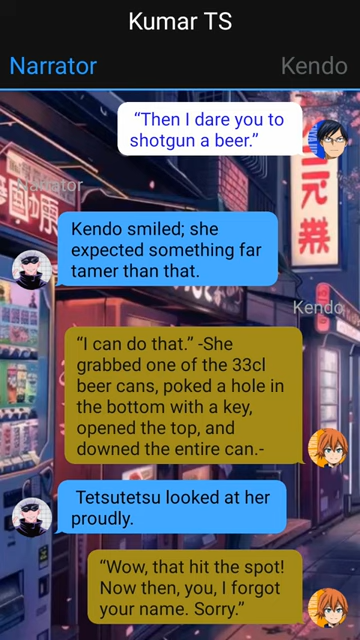 Kumar TS
Narrator
Kendo
“Then I dare you to
shotgun a beer.”
Narrator
Kendo smiled; she
expected something far
tamer than that.
Kendo
“I can do that.” -She
grabbed one of the 33cl
beer cans, poked a hole in
the bottom with a key,
opened the top, and
downed the entire can.-
Tetsutetsu looked at her
proudly.
“Wow, that hit the spot!
Now then, you, I forgot
your name. Sorry.”